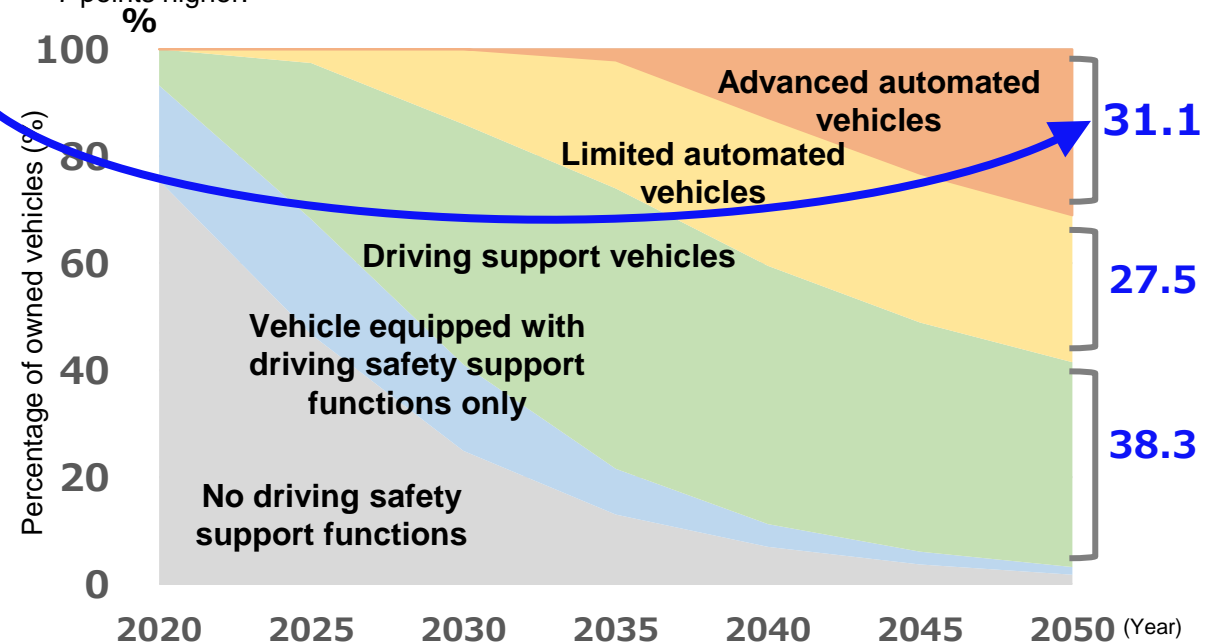 points higher.
%
100
80
60
40
20
0
Percentage of owned vehicles (%)
Advanced automated
vehicles
Limited automated
vehicles
Driving support vehicles
Vehicle equipped with
driving safety support
functions only
No driving safety
support functions
31.1
27.5
38.3
2020 2025 2030 2035 2040 2045 2050 (Year)